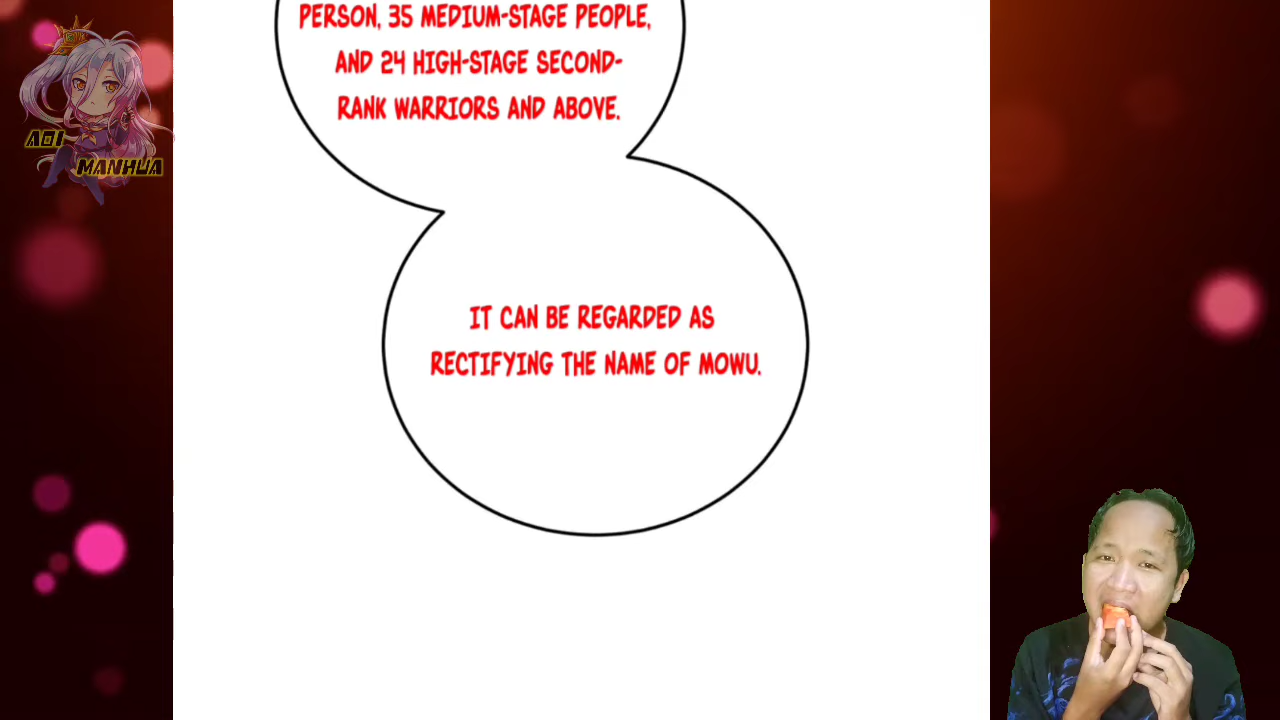 PERSON, 35 MEDIUM-STAGE PEOPLE,
AND 24 HIGH-STAGE SECOND-
RANK WARRIORS AND ABOVE.
IT CAN BE REGARDED AS
RECTIFYING THE NAME OF MOWU.
AOI
MANHUA